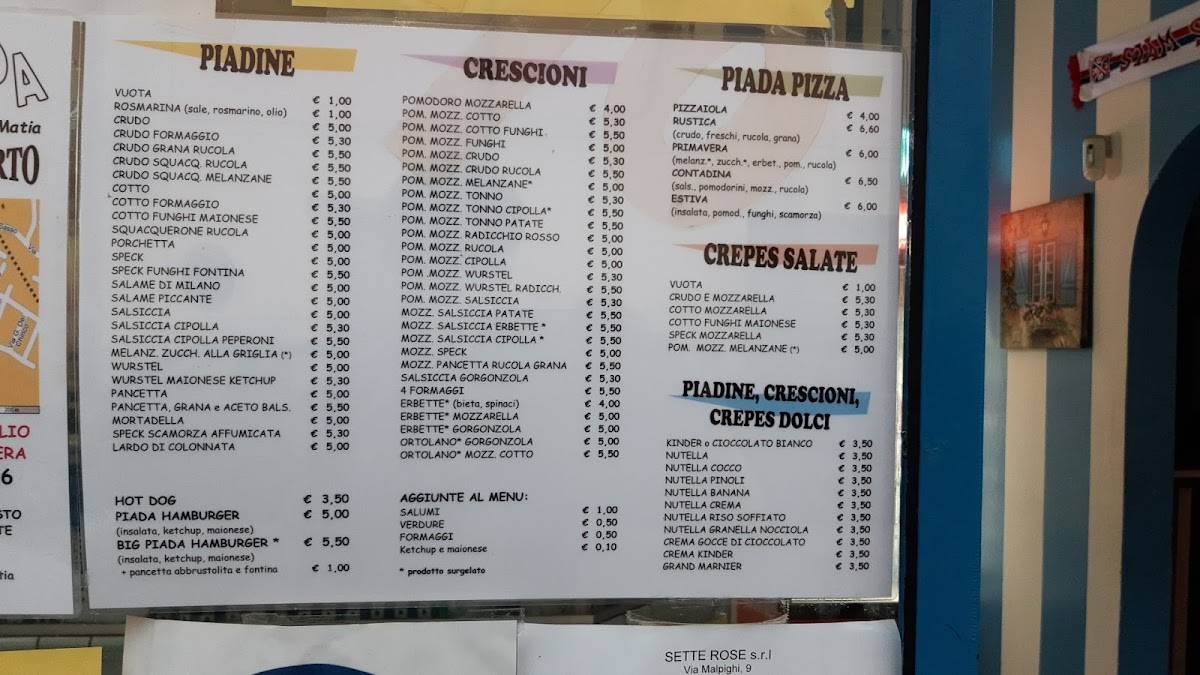 DA
Matia
RTO
Via G. Del Chierico
LIO
ERA
6
STO
TE
tia
PIADINE
VUOTA € 1,00
ROSMARINA (sale, rosmarino, olio) € 1,00
CRUDO € 5,00
CRUDO FORMAGGIO € 5,30
CRUDO GRANA RUCOLA € 5,50
CRUDO SQUACQ. RUCOLA € 5,50
CRUDO SQUACQ. MELANZANE € 5,50
COTTO € 5,00
COTTO FORMAGGIO € 5,30
COTTO FUNGHI MAIONESE € 5,50
SQUACQUERONE RUCOLA € 5,00
PORCHETTA € 5,00
SPECK € 5,00
SPECK FUNGHI FONTINA € 5,50
SALAME DI MILANO € 5,00
SALAME PICCANTE € 5,00
SALSICCIA € 5,00
SALSICCIA CIPOLLA € 5,30
SALSICCIA CIPOLLA PEPERONI € 5,50
MELANZ. ZUCCH. ALLA GRIGLIA (*) € 5,00
WURSTEL € 5,00
WURSTEL MAIONESE KETCHUP € 5,30
PANCETTA € 5,00
PANCETTA, GRANA e ACETO BALS. € 5,50
MORTADELLA € 5,00
SPECK SCAMORZA AFFUMICATA € 5,30
LARDO DI COLONNATA € 5,00
HOT DOG € 3,50
PIADA HAMBURGER € 5,00
(insalata, ketchup, maionese)
BIG PIADA HAMBURGER * € 5,50
(insalata, ketchup, maionese)
+ pancetta abbrustolita e fontina € 1,00
CRESCIONI
POMODORO MOZZARELLA € 4,00
POM. MOZZ. COTTO € 5,30
POM. MOZZ. COTTO FUNGHI € 5,50
POM. MOZZ. FUNGHI € 5,00
POM. MOZZ. CRUDO € 5,30
POM. MOZZ. CRUDO RUCOLA € 5,50
POM. MOZZ. MELANZANE* € 5,00
POM. MOZZ. TONNO € 5,30
POM. MOZZ. TONNO CIPOLLA* € 5,50
POM. MOZZ. TONNO PATATE € 5,50
POM. MOZZ. RADICCHIO ROSSO € 5,00
POM. MOZZ. RUCOLA € 5,00
POM. MOZZ. CIPOLLA € 5,00
POM. MOZZ. WURSTEL € 5,30
POM. MOZZ. WURSTEL RADICCH. € 5,50
POM. MOZZ. SALSICCIA € 5,30
MOZZ. SALSICCIA PATATE € 5,50
MOZZ. SALSICCIA ERBETTE * € 5,50
MOZZ. SALSICCIA CIPOLLA * € 5,50
MOZZ. SPECK € 5,00
MOZZ. PANCETTA RUCOLA GRANA € 5,50
SALSICCIA GORGONZOLA € 5,30
4 FORMAGGI € 5,50
ERBETTE* (bieta, spinaci) € 4,00
ERBETTE* MOZZARELLA € 5,00
ERBETTE* GORGONZOLA € 5,00
ORTOLANO* GORGONZOLA € 5,00
ORTOLANO* MOZZ. COTTO € 5,50
AGGIUNTE AL MENU:
SALUMI € 1,00
VERDURE € 0,50
FORMAGGI € 0,50
Ketchup e maionese € 0,10
* prodotto surgelato
PIADA PIZZA
PIZZAIOLA € 4,00
RUSTICA € 6,60
(crudo, freschi, rucola, grana)
PRIMAVERA € 6,00
(melanz.*, zucch.*, erbet., pom., rucola)
CONTADINA € 6,50
(sals., pomodorini, mozz., rucola)
ESTIVA € 6,00
(insalata, pomod., funghi, scamorza)
CREPES SALATE
VUOTA € 1,00
CRUDO E MOZZARELLA € 5,30
COTTO MOZZARELLA € 5,30
COTTO FUNGHI MAIONESE € 5,30
SPECK MOZZARELLA € 5,30
POM. MOZZ. MELANZANE (*) € 5,00
PIADINE, CRESCIONI,
CREPES DOLCI
KINDER o CIOCCOLATO BIANCO € 3,50
NUTELLA € 3,50
NUTELLA COCCO € 3,50
NUTELLA PINOLI € 3,50
NUTELLA BANANA € 3,50
NUTELLA CREMA € 3,50
NUTELLA RISO SOFFIATO € 3,50
NUTELLA GRANELLA NOCCIOLA € 3,50
CREMA GOCCE DI CIOCCOLATO € 3,50
CREMA KINDER € 3,50
GRAND MARNIER € 3,50
SETTE ROSE s.r.l
Via Malpighi, 9